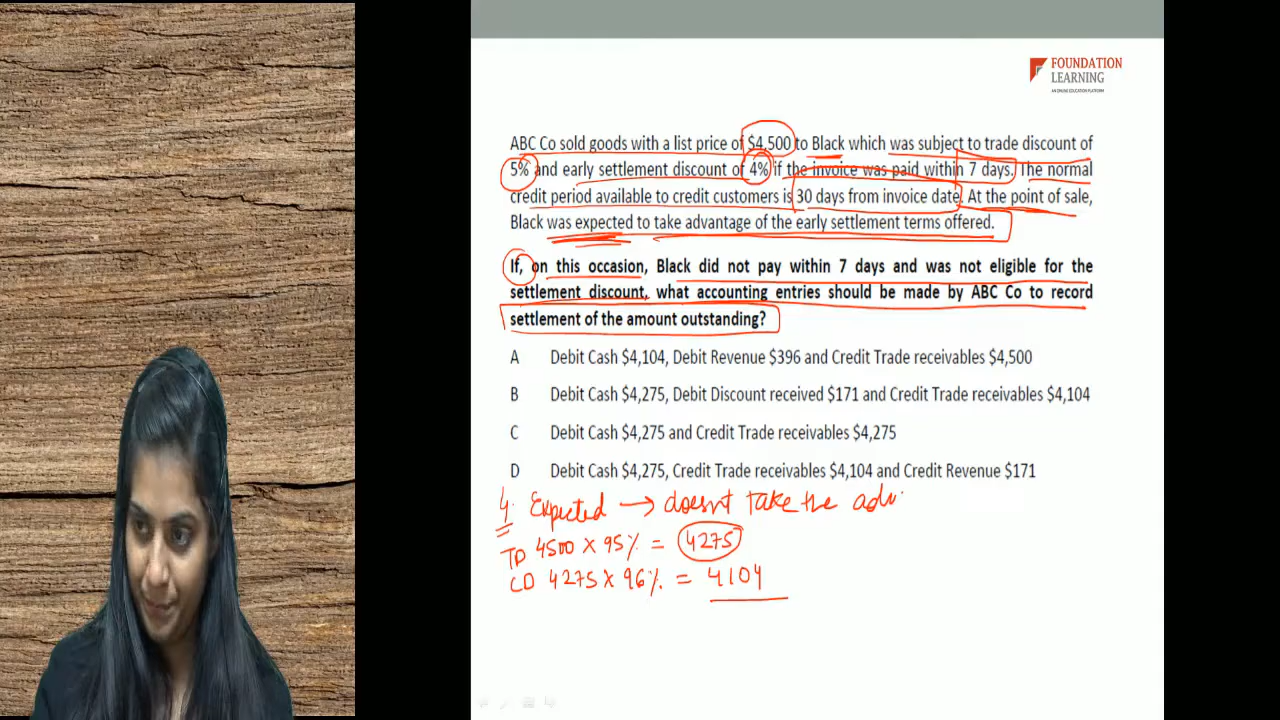 FOUNDATION
LEARNING
AN ONLINE EDUCATION PLATFORM
ABC Co sold goods with a list price of $4,500 to Black which was subject to trade discount of
5% and early settlement discount of 4% if the invoice was paid within 7 days. The normal
credit period available to credit customers is 30 days from invoice date. At the point of sale,
Black was expected to take advantage of the early settlement terms offered.
If, on this occasion, Black did not pay within 7 days and was not eligible for the
settlement discount, what accounting entries should be made by ABC Co to record
settlement of the amount outstanding?
A Debit Cash $4,104, Debit Revenue $396 and Credit Trade receivables $4,500
B Debit Cash $4,275, Debit Discount received $171 and Credit Trade receivables $4,104
C Debit Cash $4,275 and Credit Trade receivables $4,275
D Debit Cash $4,275, Credit Trade receivables $4,104 and Credit Revenue $171
4. Expected → doesn't take the adv
TD 4500 × 95% = 4275
CD 4275 × 96% = 4104